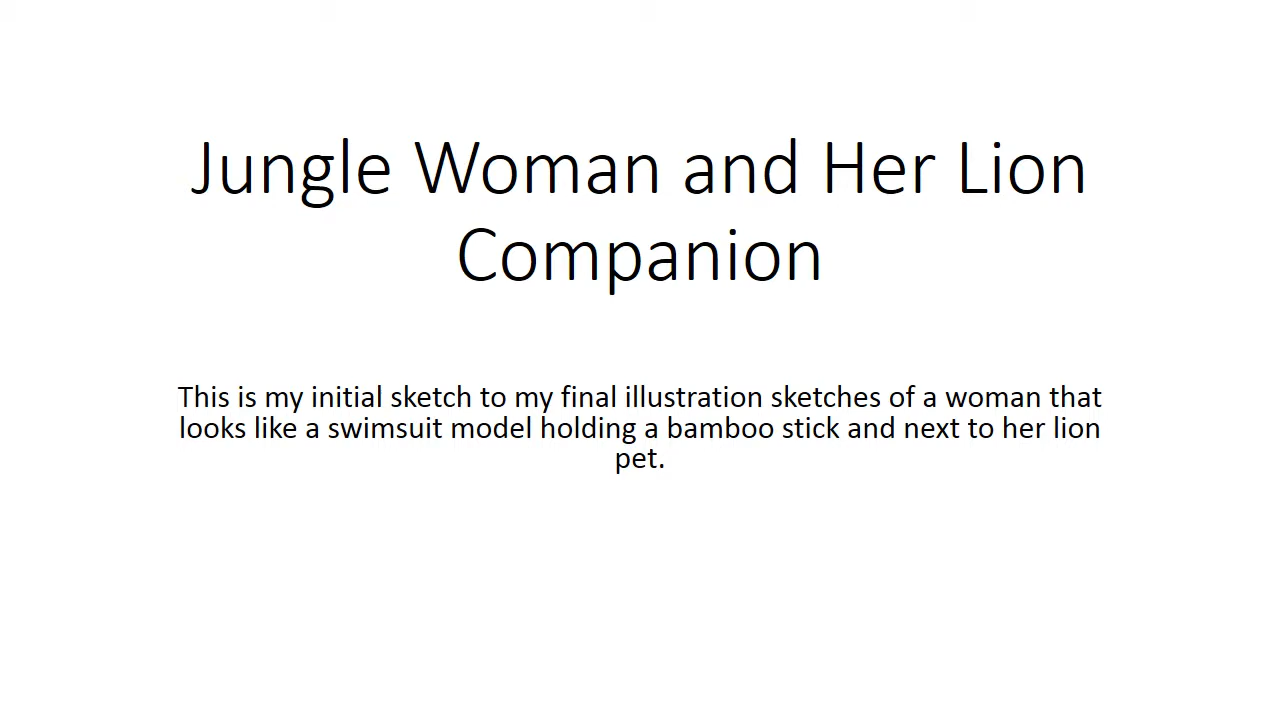 Jungle Woman and Her Lion
Companion
This is my initial sketch to my final illustration sketches of a woman that
looks like a swimsuit model holding a bamboo stick and next to her lion
pet.